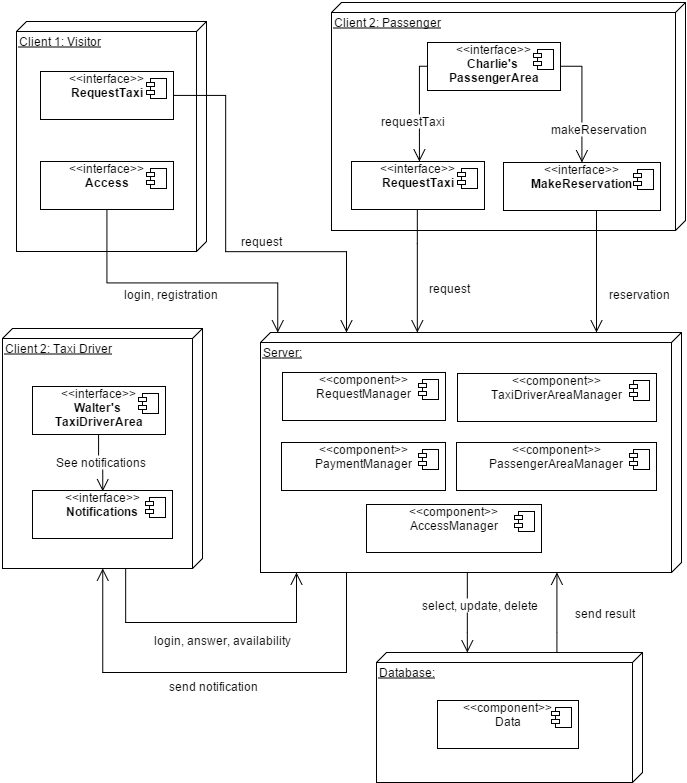 Client 1: Visitor
<<interface>>
RequestTaxi
<<interface>>
Access
Client 2: Passenger
<<interface>>
Charlie's
PassengerArea
requestTaxi
makeReservation
<<interface>>
RequestTaxi
<<interface>>
MakeReservation
request
login, registration
request
reservation
Client 2: Taxi Driver
<<interface>>
Walter's
TaxiDriverArea
See notifications
<<interface>>
Notifications
Server:
<<component>>
RequestManager
<<component>>
TaxiDriverAreaManager
<<component>>
PaymentManager
<<component>>
PassengerAreaManager
<<component>>
AccessManager
login, answer, availability
send notification
select, update, delete
send result
Database:
<<component>>
Data